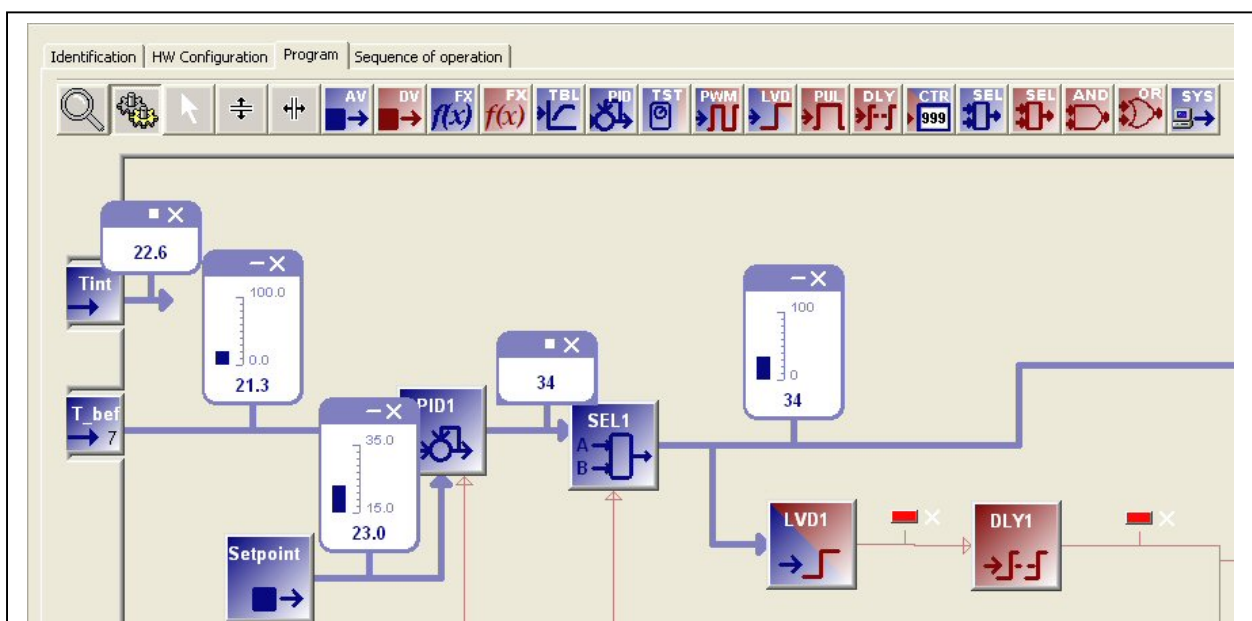 Identification HW Configuration Program Sequence of operation
AV DV FX FX TBL PID TST PWM LVD PUL DLY CTR SEL SEL AND OR SYS
f(x) f(x) 999
22.6
Tint
100.0
0.0
21.3
100
0
34
34
T_bef
7
PID1
SEL1
A
B
35.0
15.0
23.0
LVD1
DLY1
Setpoint